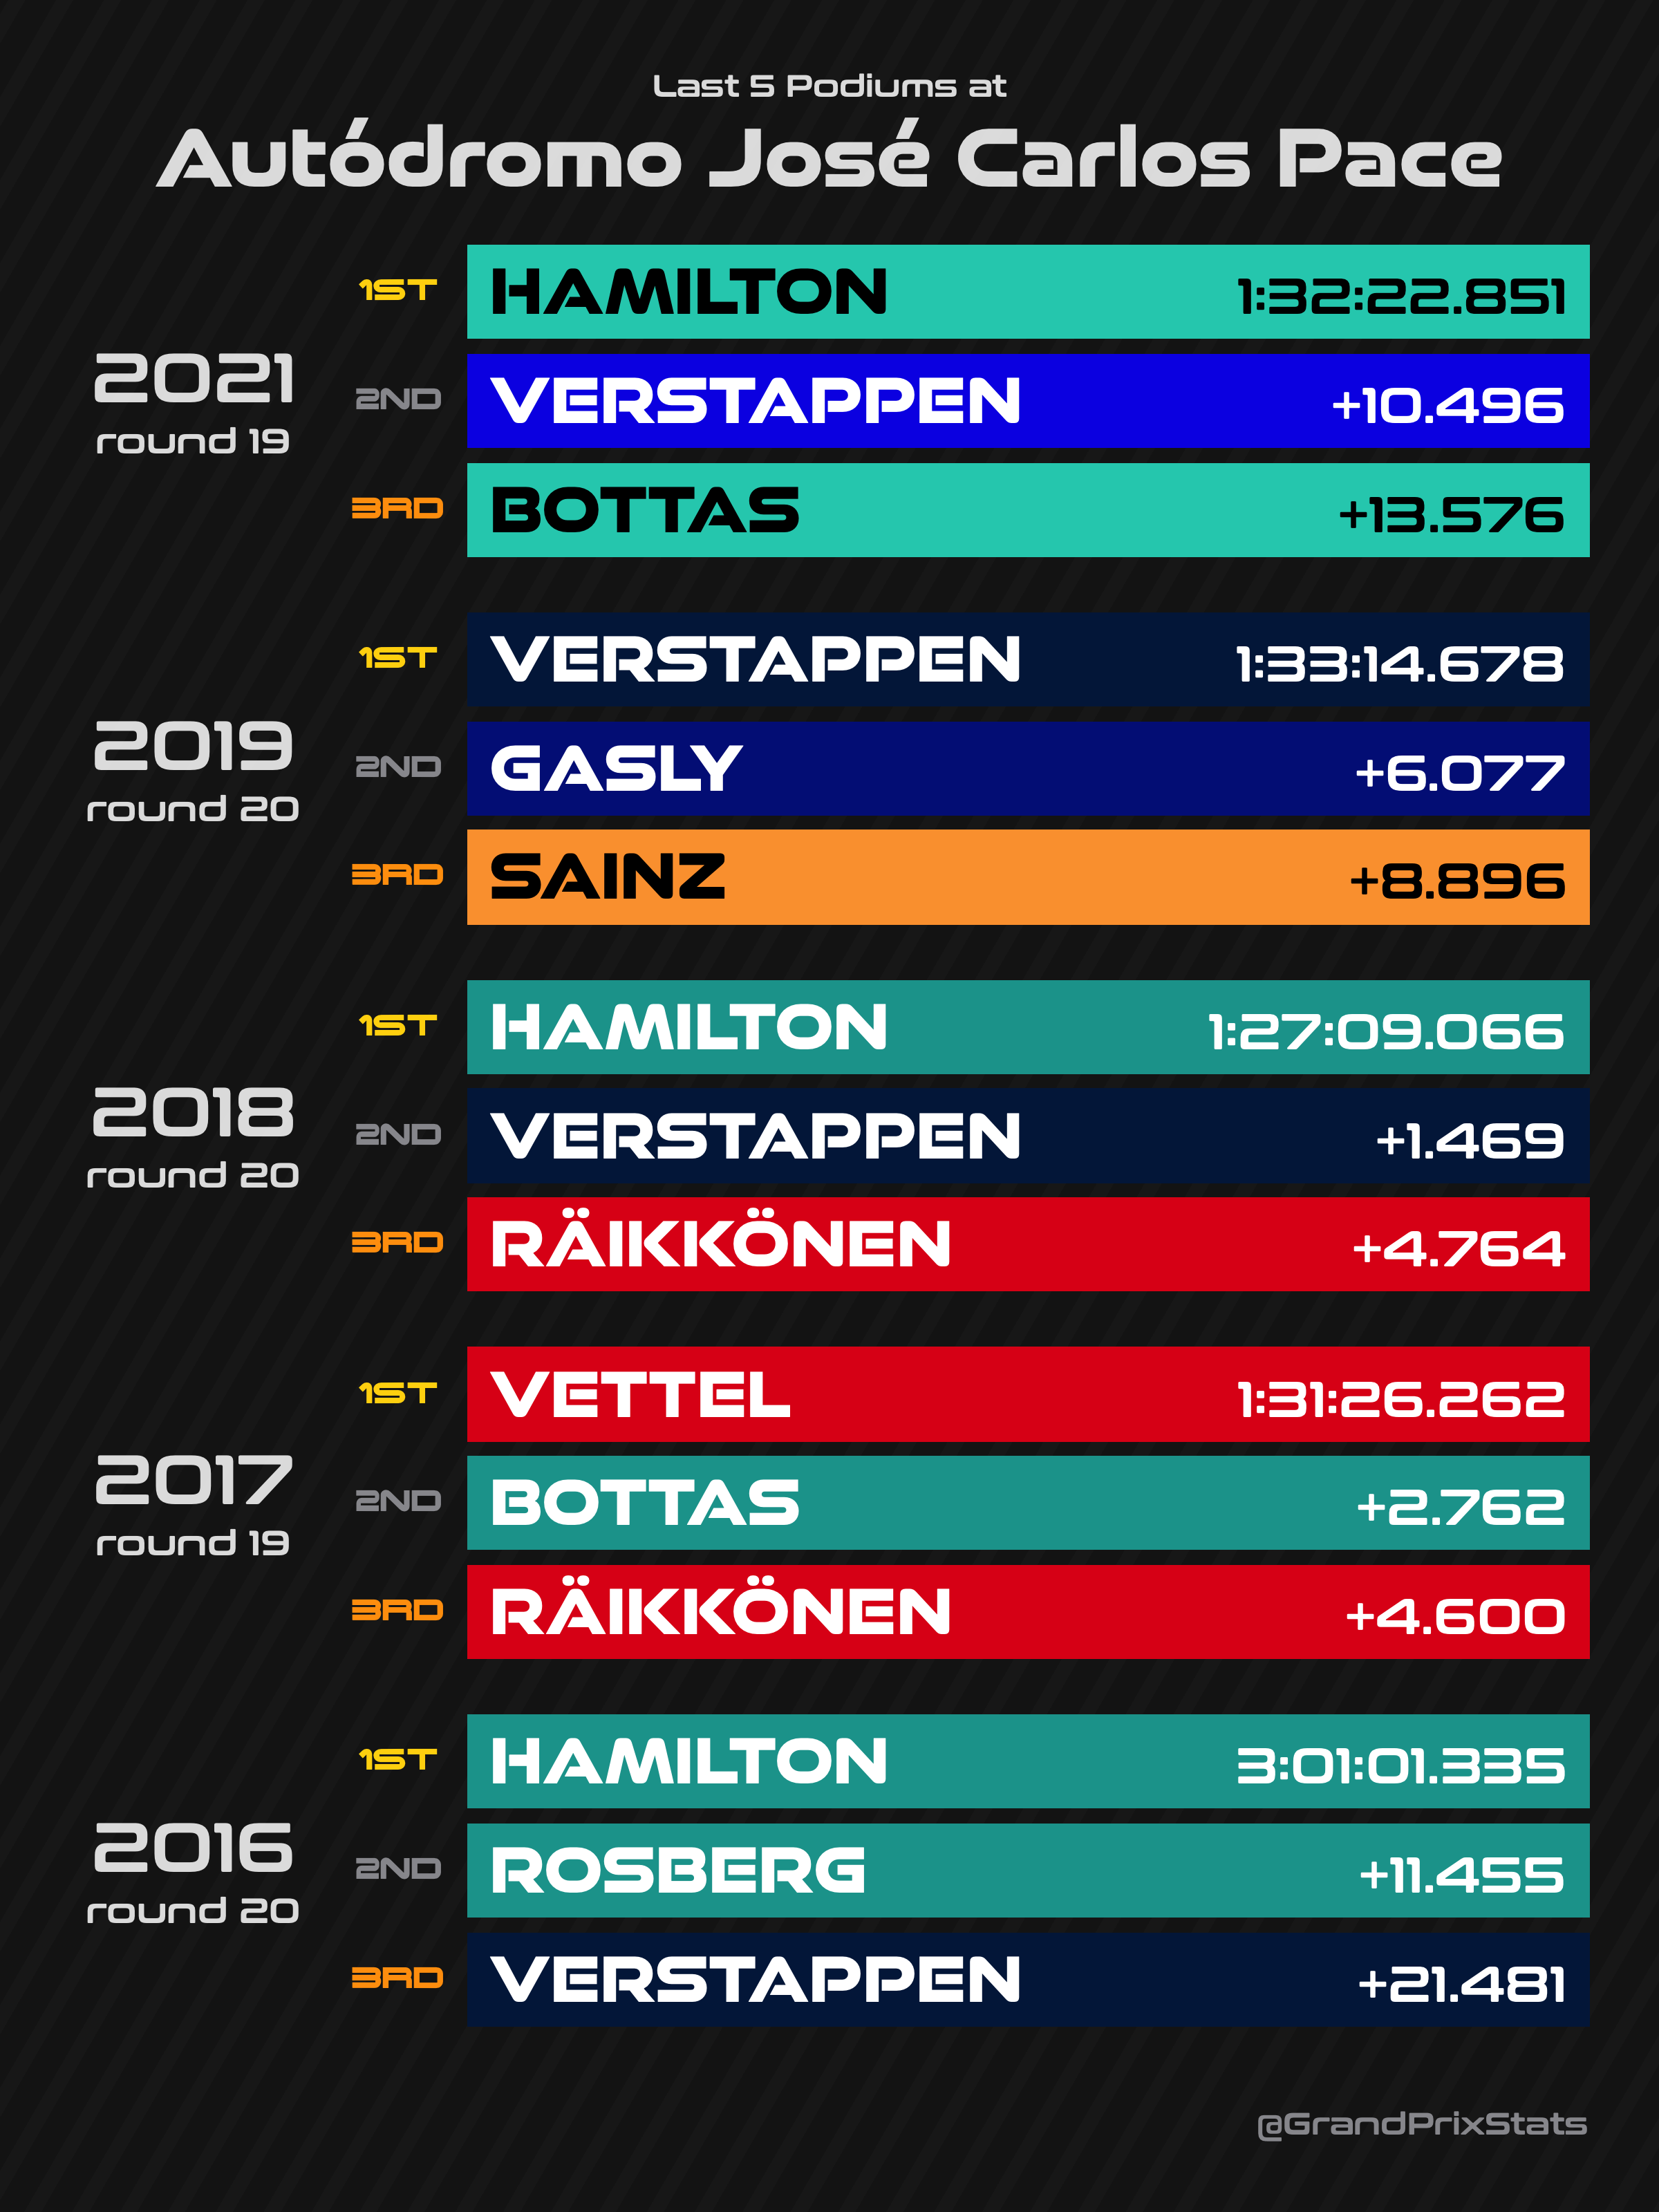 Last 5 Podiums at
Autódromo José Carlos Pace
2021
round 19
1ST HAMILTON 1:32:22.851
2ND VERSTAPPEN +10.496
3RD BOTTAS +13.576
2019
round 20
1ST VERSTAPPEN 1:33:14.678
2ND GASLY +6.077
3RD SAINZ +8.896
2018
round 20
1ST HAMILTON 1:27:09.066
2ND VERSTAPPEN +1.469
3RD RÄIKKÖNEN +4.764
2017
round 19
1ST VETTEL 1:31:26.262
2ND BOTTAS +2.762
3RD RÄIKKÖNEN +4.600
2016
round 20
1ST HAMILTON 3:01:01.335
2ND ROSBERG +11.455
3RD VERSTAPPEN +21.481
@GrandPrixStats